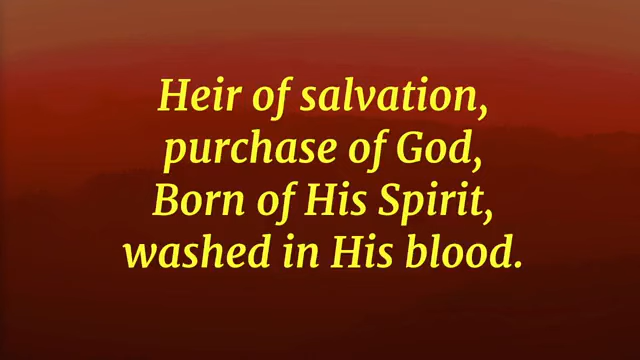 Heir of salvation,
purchase of God,
Born of His Spirit,
washed in His blood.